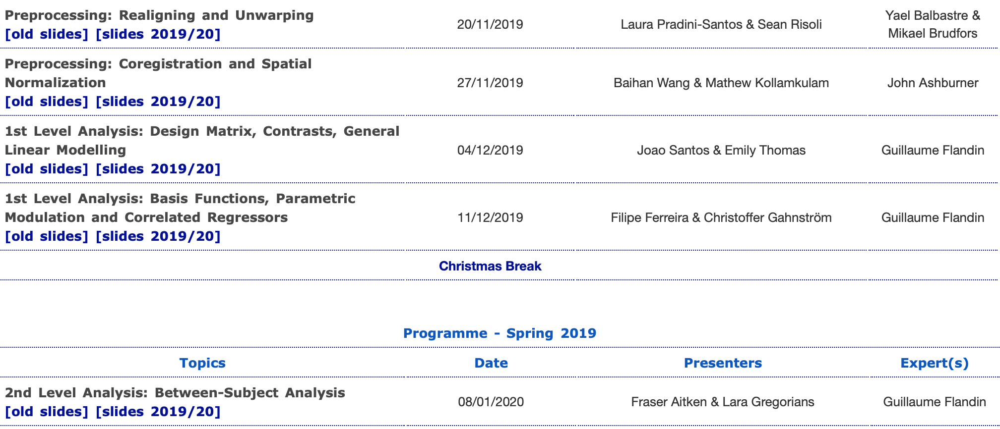 Preprocessing: Realigning and Unwarping
[old slides] [slides 2019/20]
20/11/2019
Laura Pradini-Santos & Sean Risoli
Yael Balbastre &
Mikael Brudfors
Preprocessing: Coregistration and Spatial
Normalization
[old slides] [slides 2019/20]
27/11/2019
Baihan Wang & Mathew Kollamkulam
John Ashburner
1st Level Analysis: Design Matrix, Contrasts, General
Linear Modelling
[old slides] [slides 2019/20]
04/12/2019
Joao Santos & Emily Thomas
Guillaume Flandin
1st Level Analysis: Basis Functions, Parametric
Modulation and Correlated Regressors
[old slides] [slides 2019/20]
11/12/2019
Filipe Ferreira & Christoffer Gahnström
Guillaume Flandin
Christmas Break
Programme - Spring 2019
Topics
Date
Presenters
Expert(s)
2nd Level Analysis: Between-Subject Analysis
[old slides] [slides 2019/20]
08/01/2020
Fraser Aitken & Lara Gregorians
Guillaume Flandin